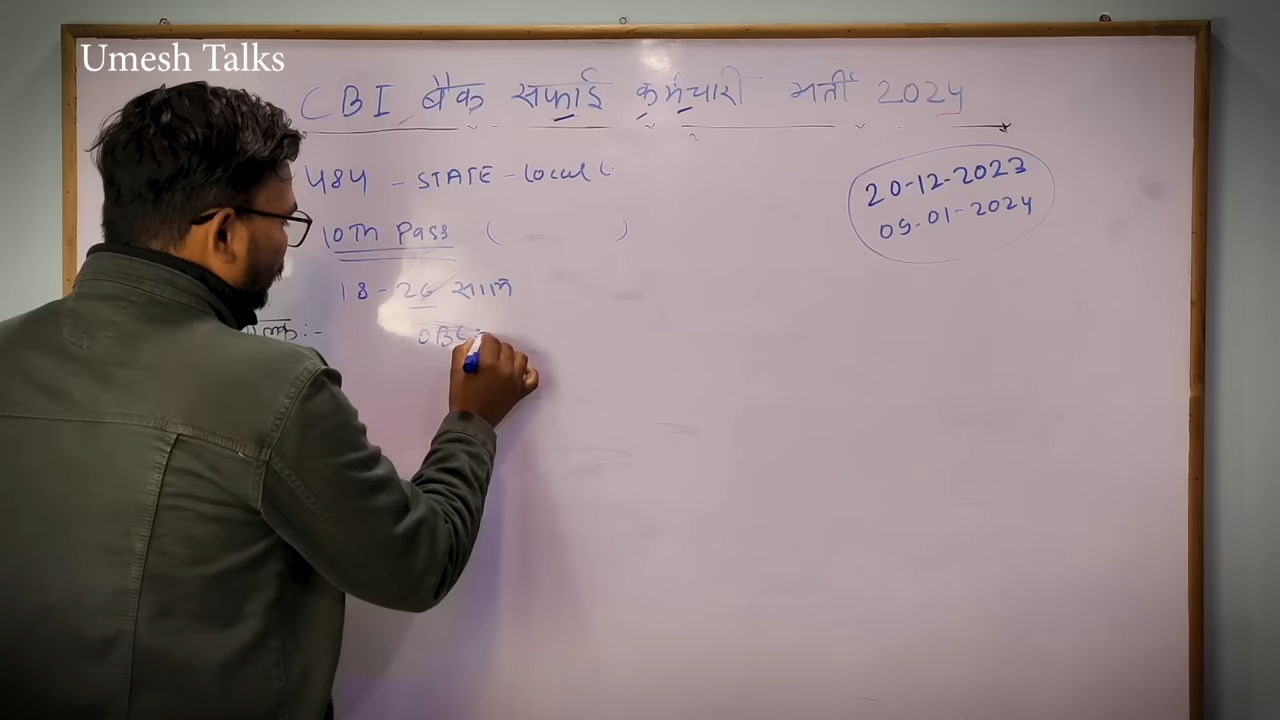 Umesh Talks
CBI बैंक सफाई कर्मचारी भर्ती 2024
484 - STATE - local
20-12-2023
09-01-2024
10Th Pass ( )
18-26 साल
OBC